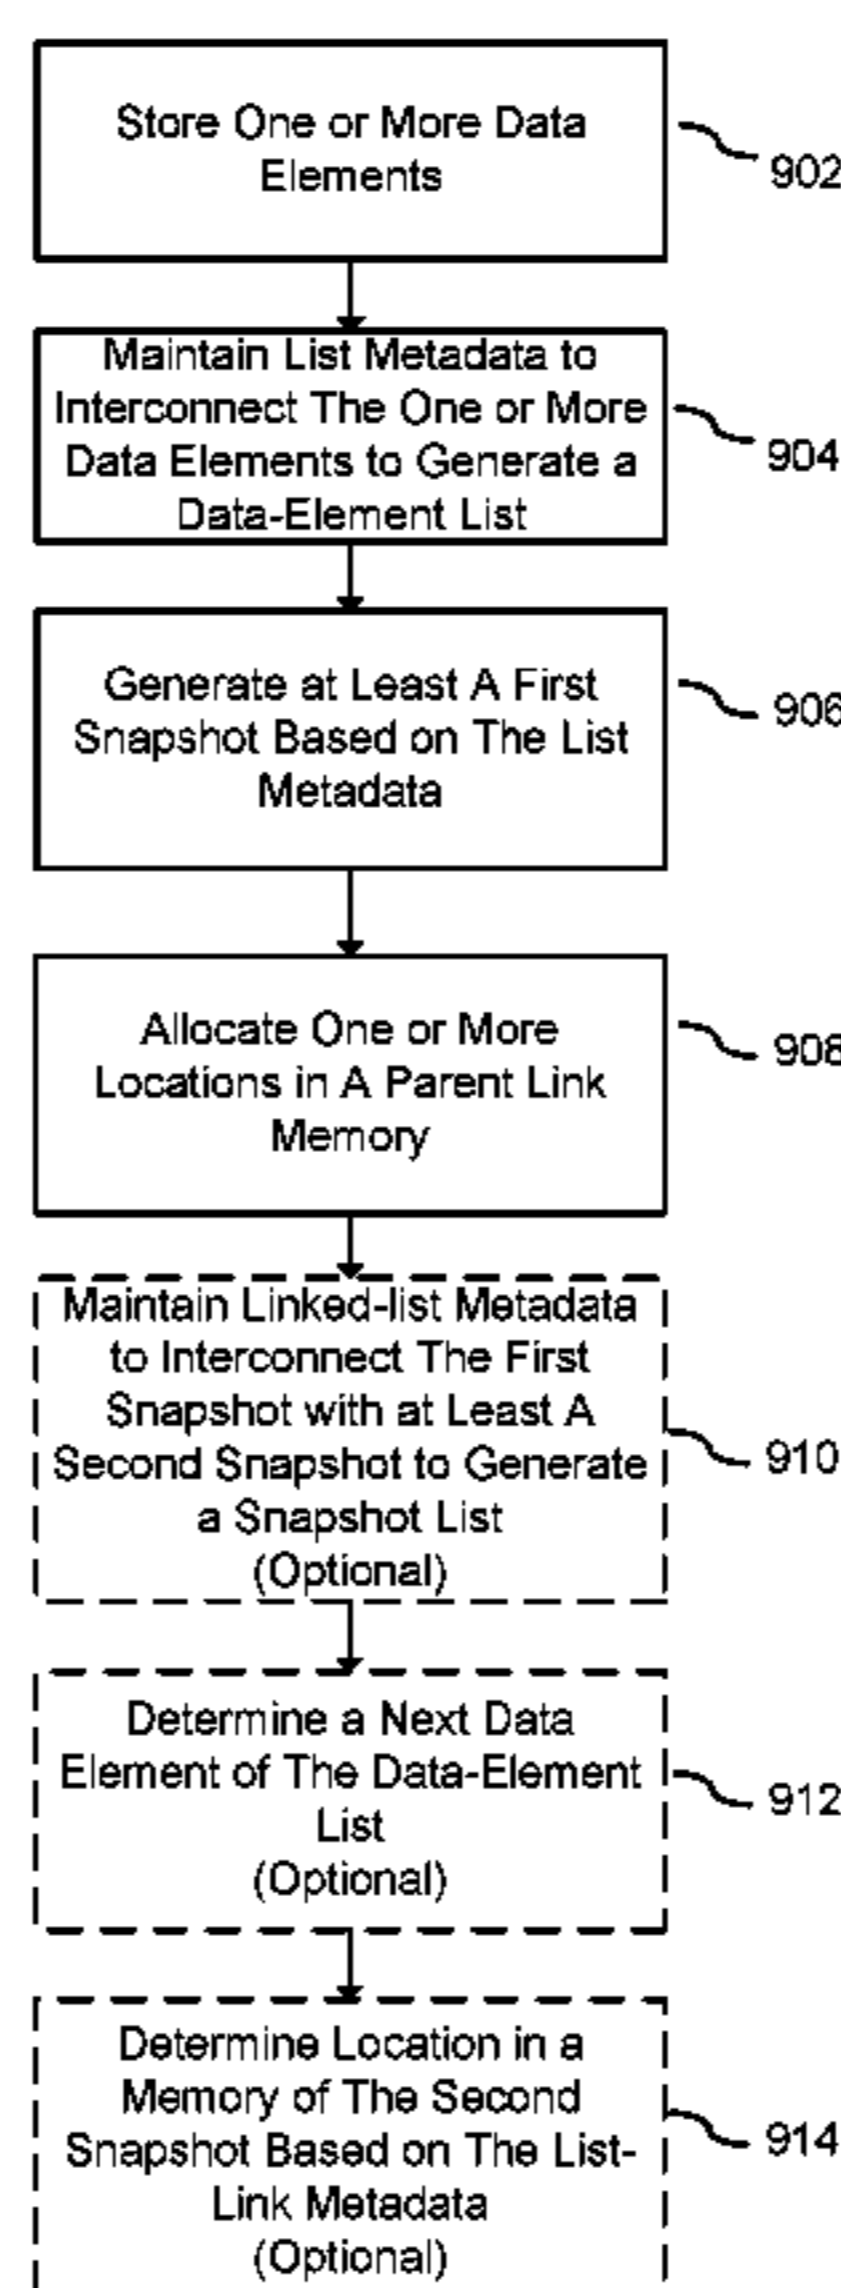 Store One or More Data
Elements
902
Maintain List Metadata to
Interconnect The One or More
Data Elements to Generate a
Data-Element List
904
Generate at Least A First
Snapshot Based on The List
Metadata
906
Allocate One or More
Locations in A Parent Link
Memory
908
Maintain Linked-list Metadata
to Interconnect The First
Snapshot with at Least A
Second Snapshot to Generate
a Snapshot List
(Optional)
910
Determine a Next Data
Element of The Data-Element
List
(Optional)
912
Determine Location in a
Memory of The Second
Snapshot Based on The List-
Link Metadata
(Optional)
914